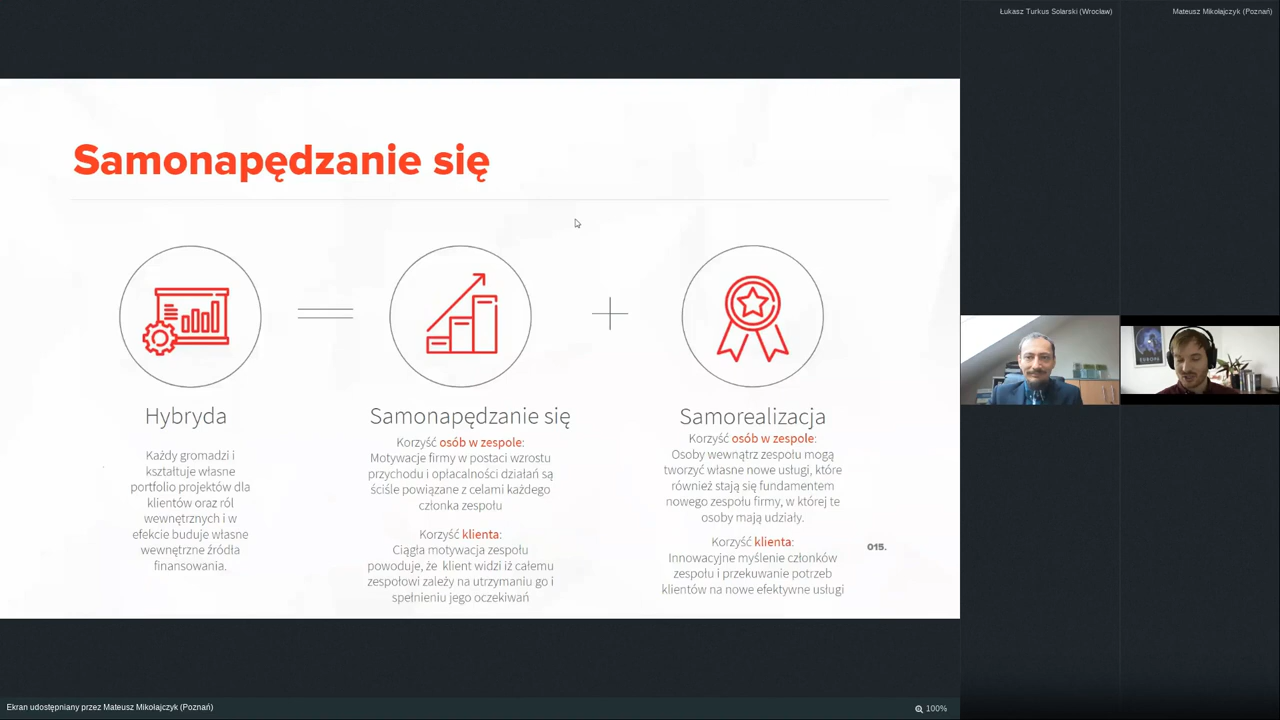 Łukasz Turkus Solarski (Wrocław)
Mateusz Mikołajczyk (Poznań)
Samonapędzanie się
Hybryda
Każdy gromadzi i
kształtuje własne
portfolio projektów dla
klientów oraz ról
wewnętrznych i w
efekcie buduje własne
wewnętrzne źródła
finansowania.
Samonapędzanie się
Korzyść osób w zespole:
Motywacje firmy w postaci wzrostu
przychodu i opłacalności działań są
ściśle powiązane z celami każdego
członka zespołu
Korzyść klienta:
Ciągła motywacja zespołu
powoduje, że klient widzi iż całemu
zespołowi zależy na utrzymaniu go i
spełnieniu jego oczekiwań
Samorealizacja
Korzyść osób w zespole:
Osoby wewnątrz zespołu mogą
tworzyć własne nowe usługi, które
również stają się fundamentem
nowego zespołu firmy, w której te
osoby mają udziały.
Korzyść klienta:
Innowacyjne myślenie członków
zespołu i przekuwanie potrzeb
klientów na nowe efektywne usługi
015.
EUROPA
Ekran udostępniany przez Mateusz Mikołajczyk (Poznań)
100%